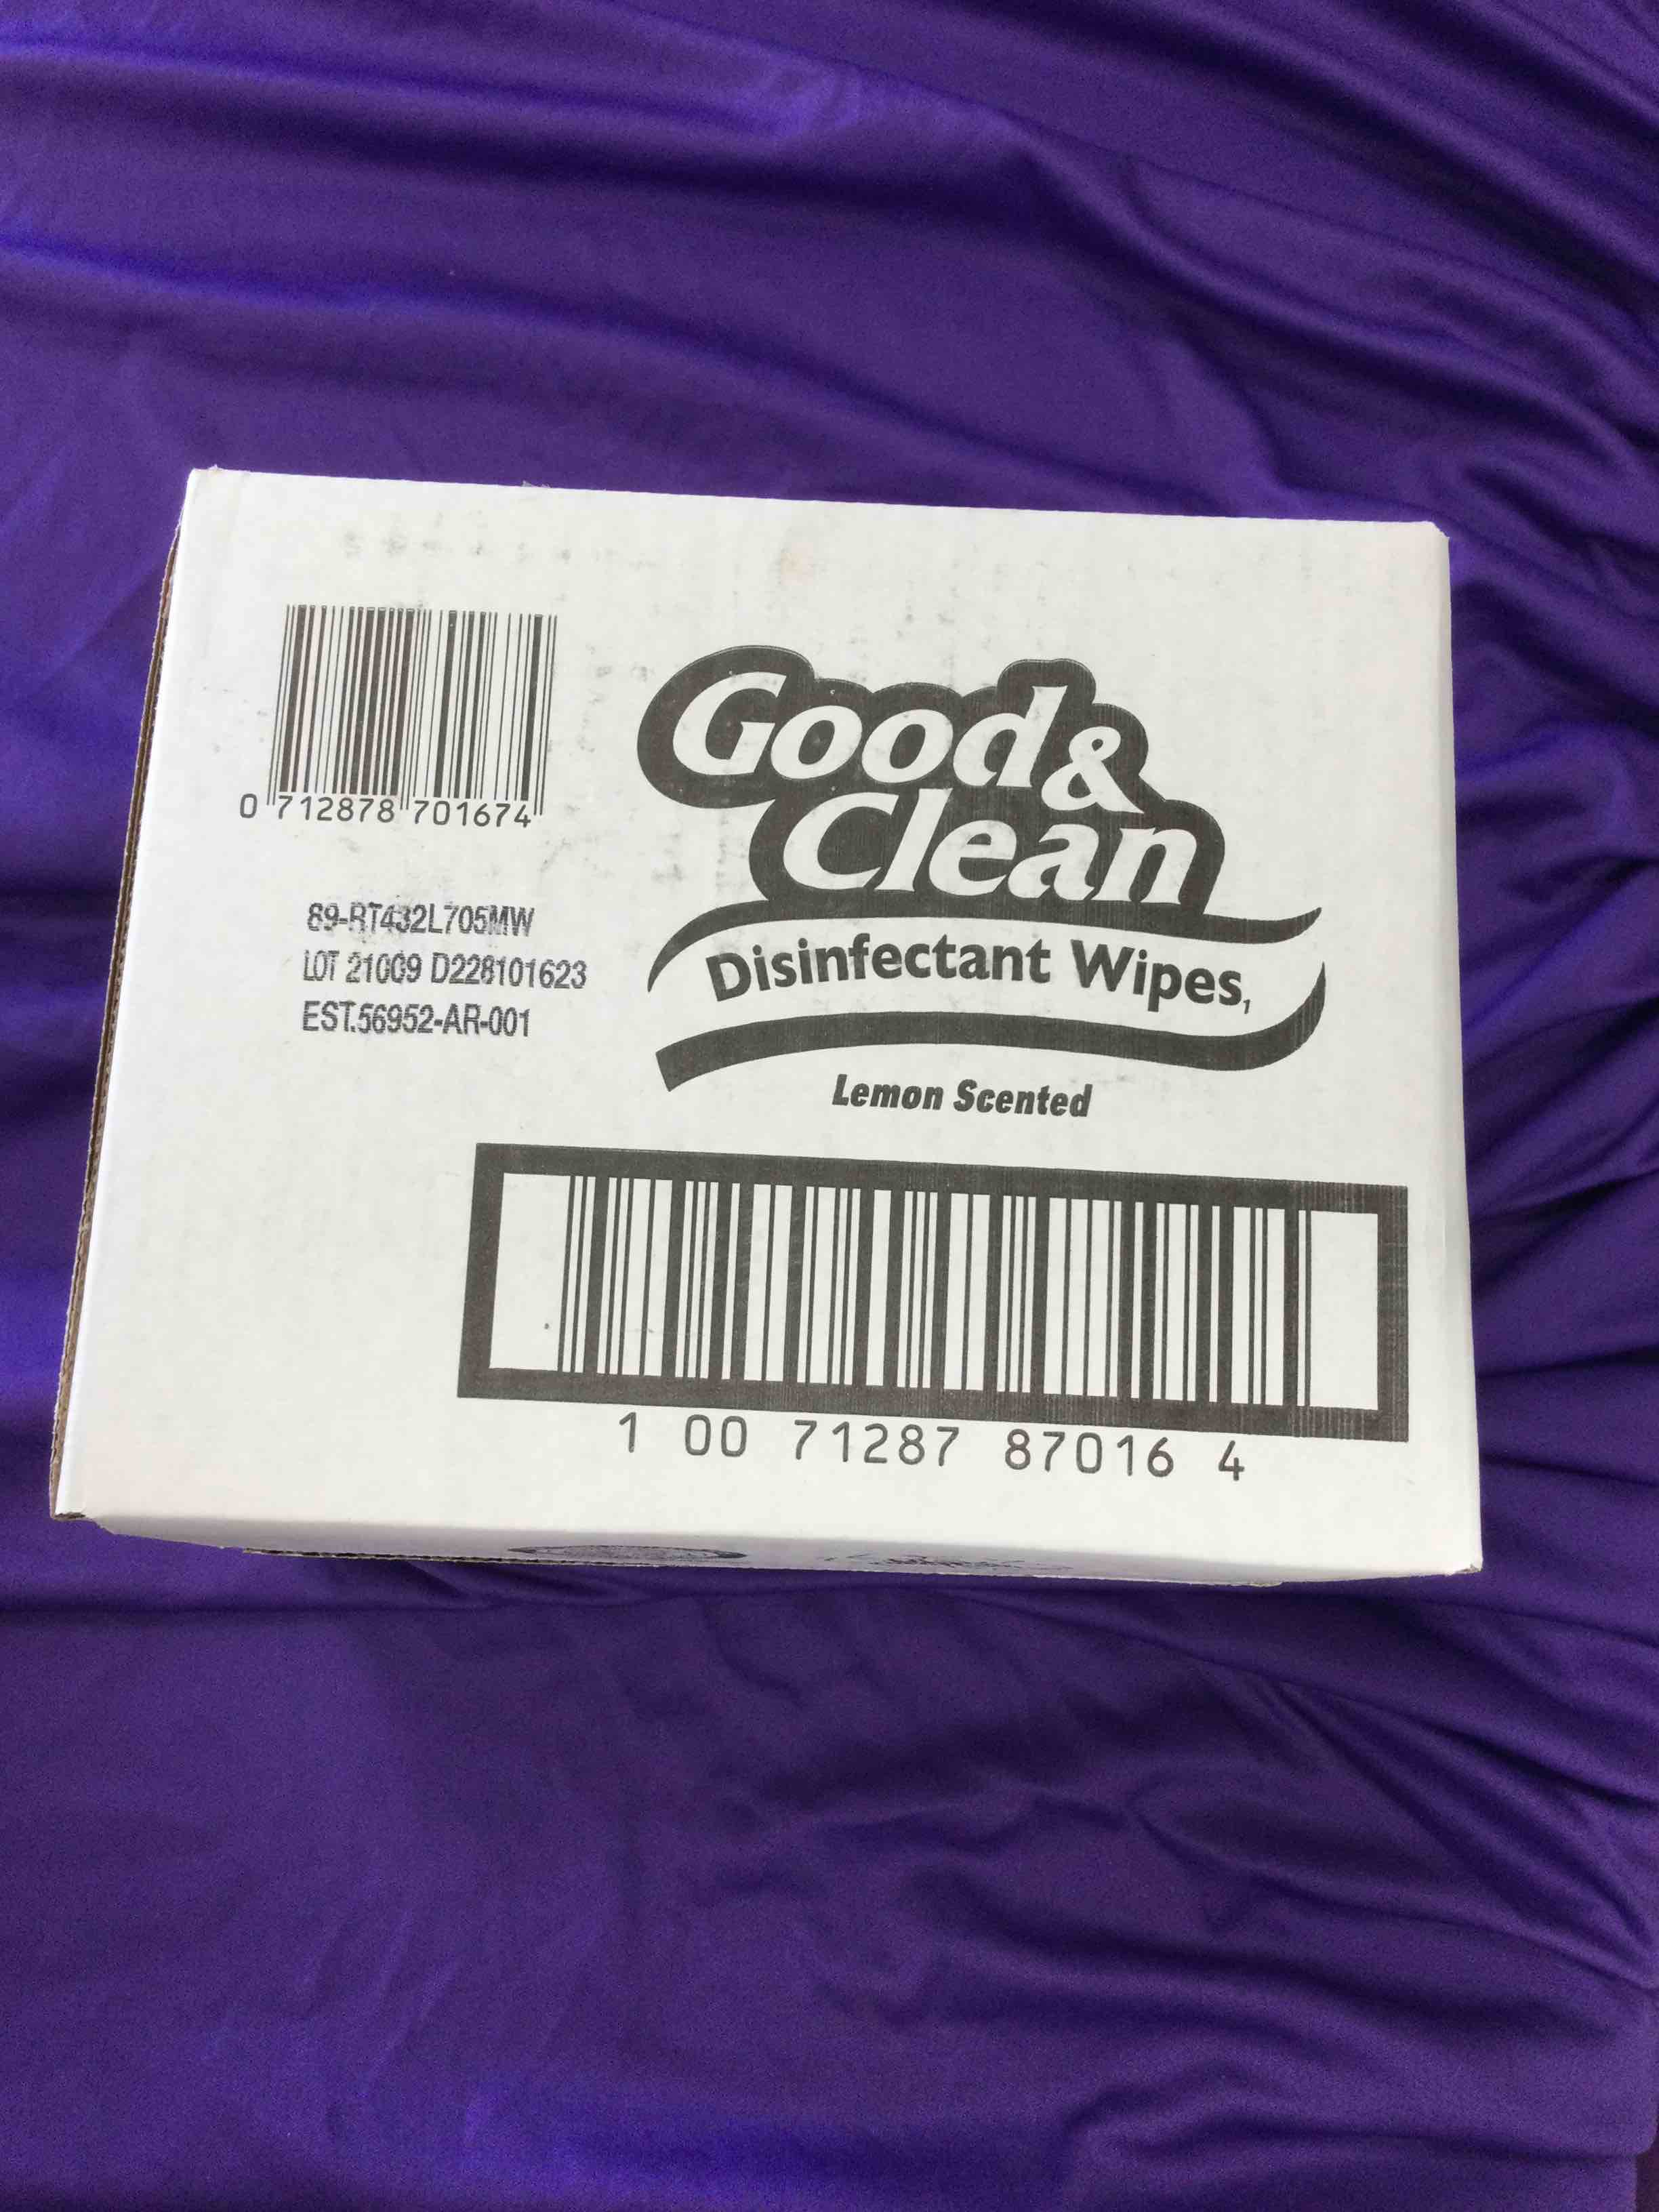 0 712878 701674
89-RT432L705MW
LOT 21009 D228101623
EST.56952-AR-001
Good &
Clean
Disinfectant Wipes,
Lemon Scented
1 00 71287 87016 4